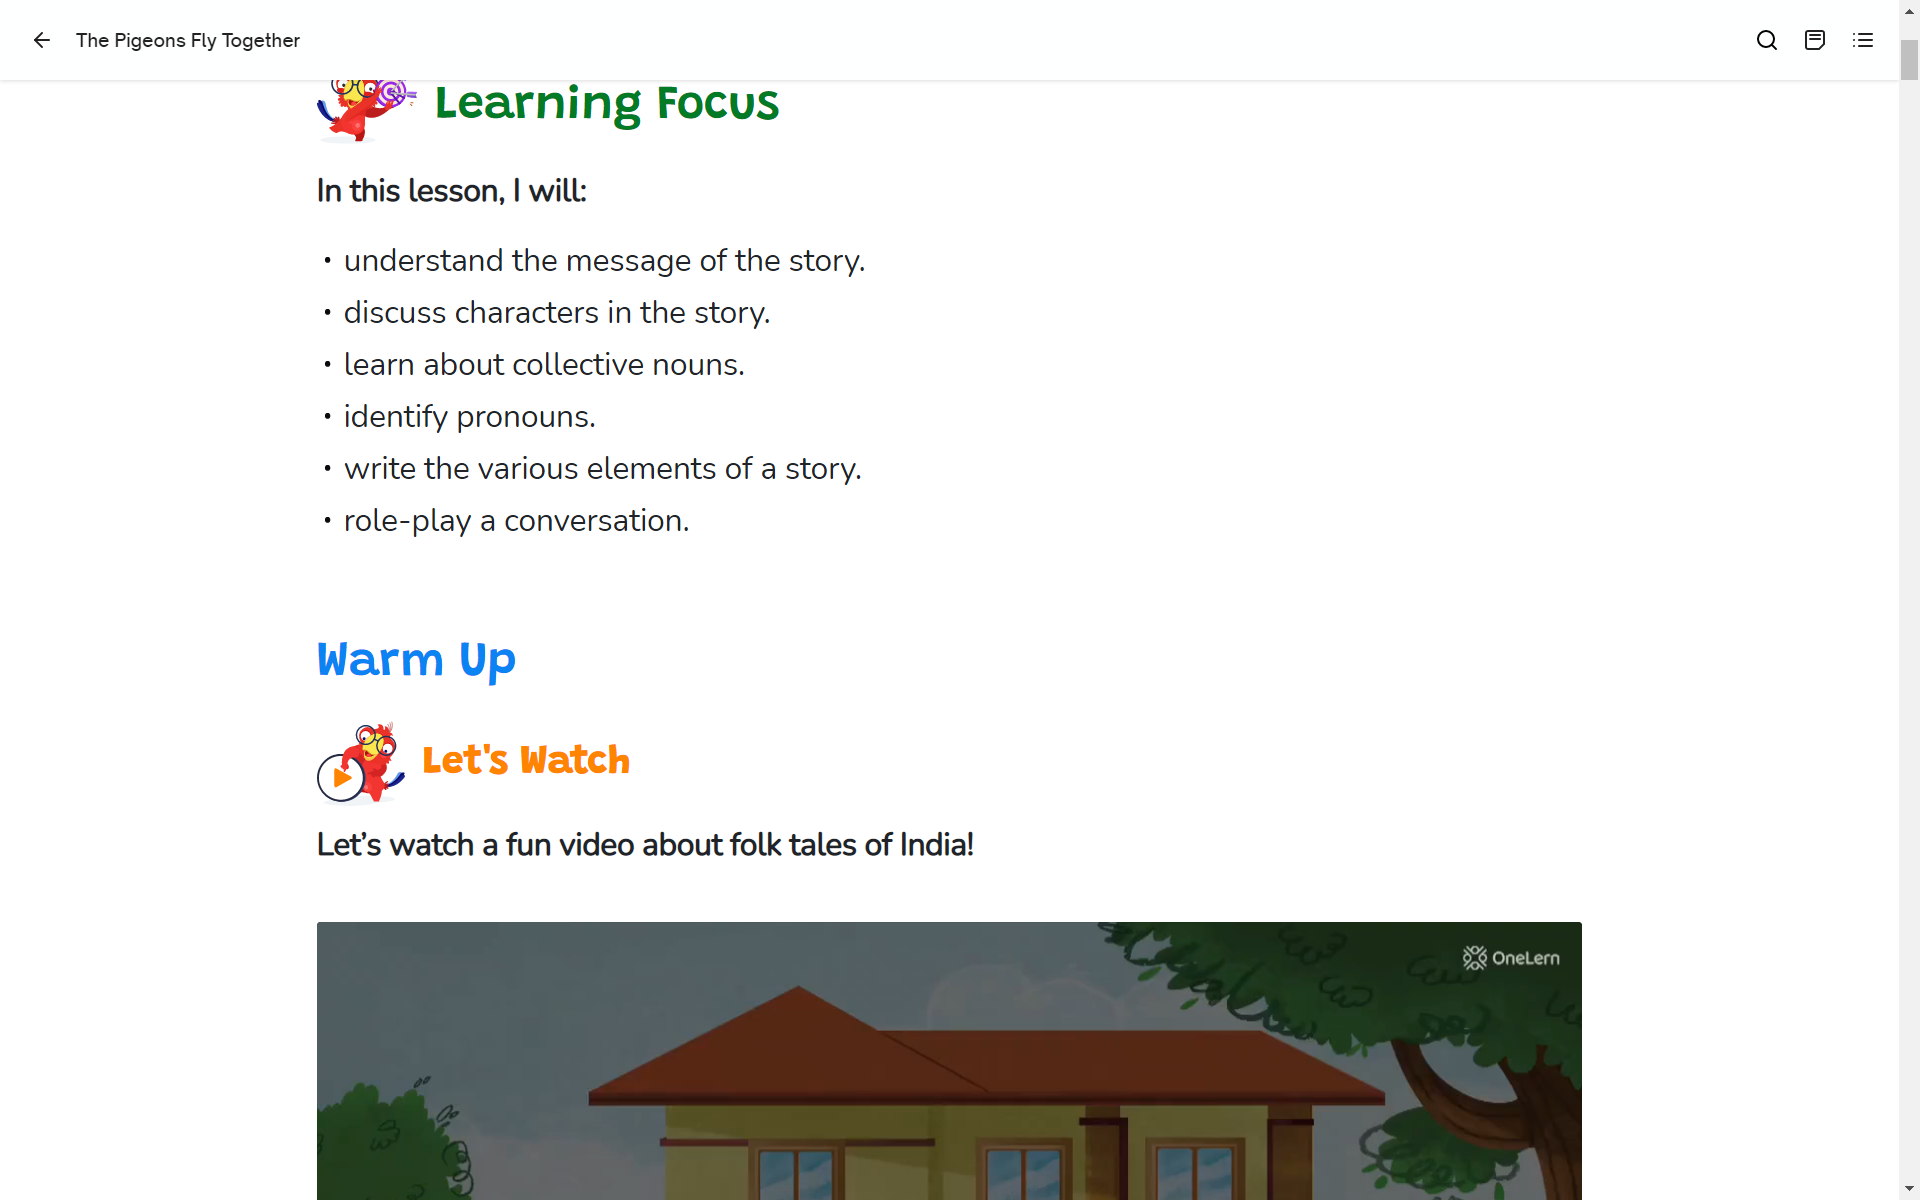 The Pigeons Fly Together
Learning Focus
In this lesson, I will:
• understand the message of the story.
• discuss characters in the story.
• learn about collective nouns.
• identify pronouns.
• write the various elements of a story.
• role-play a conversation.
Warm Up
Let's Watch
Let’s watch a fun video about folk tales of India!
OneLern